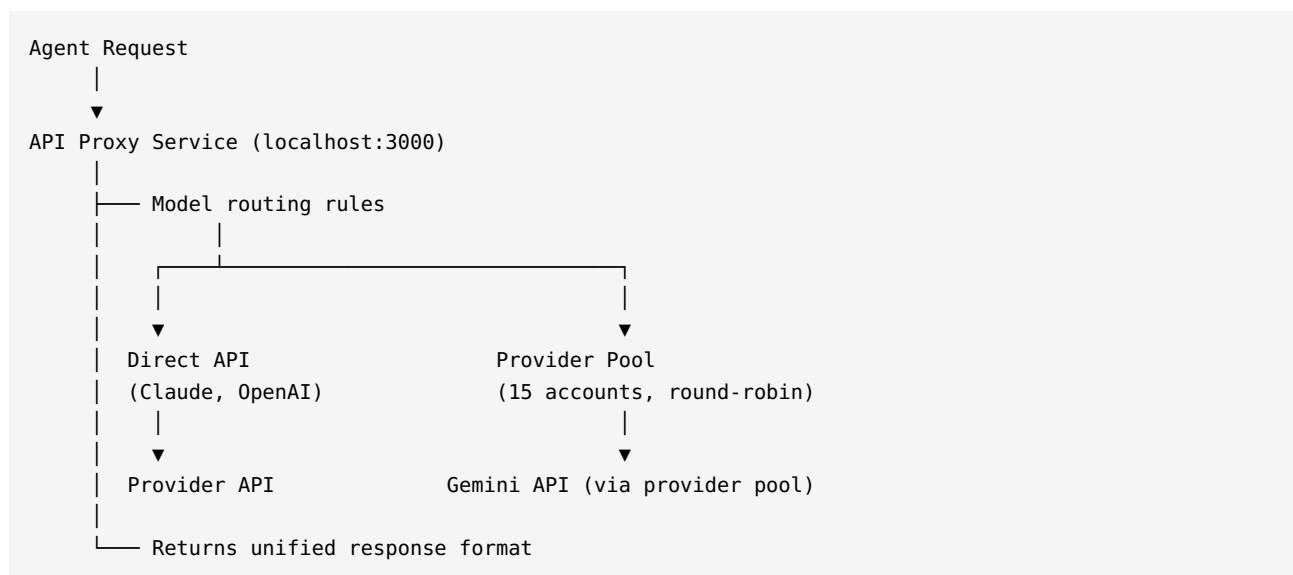 Agent Request
API Proxy Service (localhost:3000)
Model routing rules
Direct API Provider Pool
(Claude, OpenAI) (15 accounts, round-robin)
Provider API Gemini API (via provider pool)
Returns unified response format